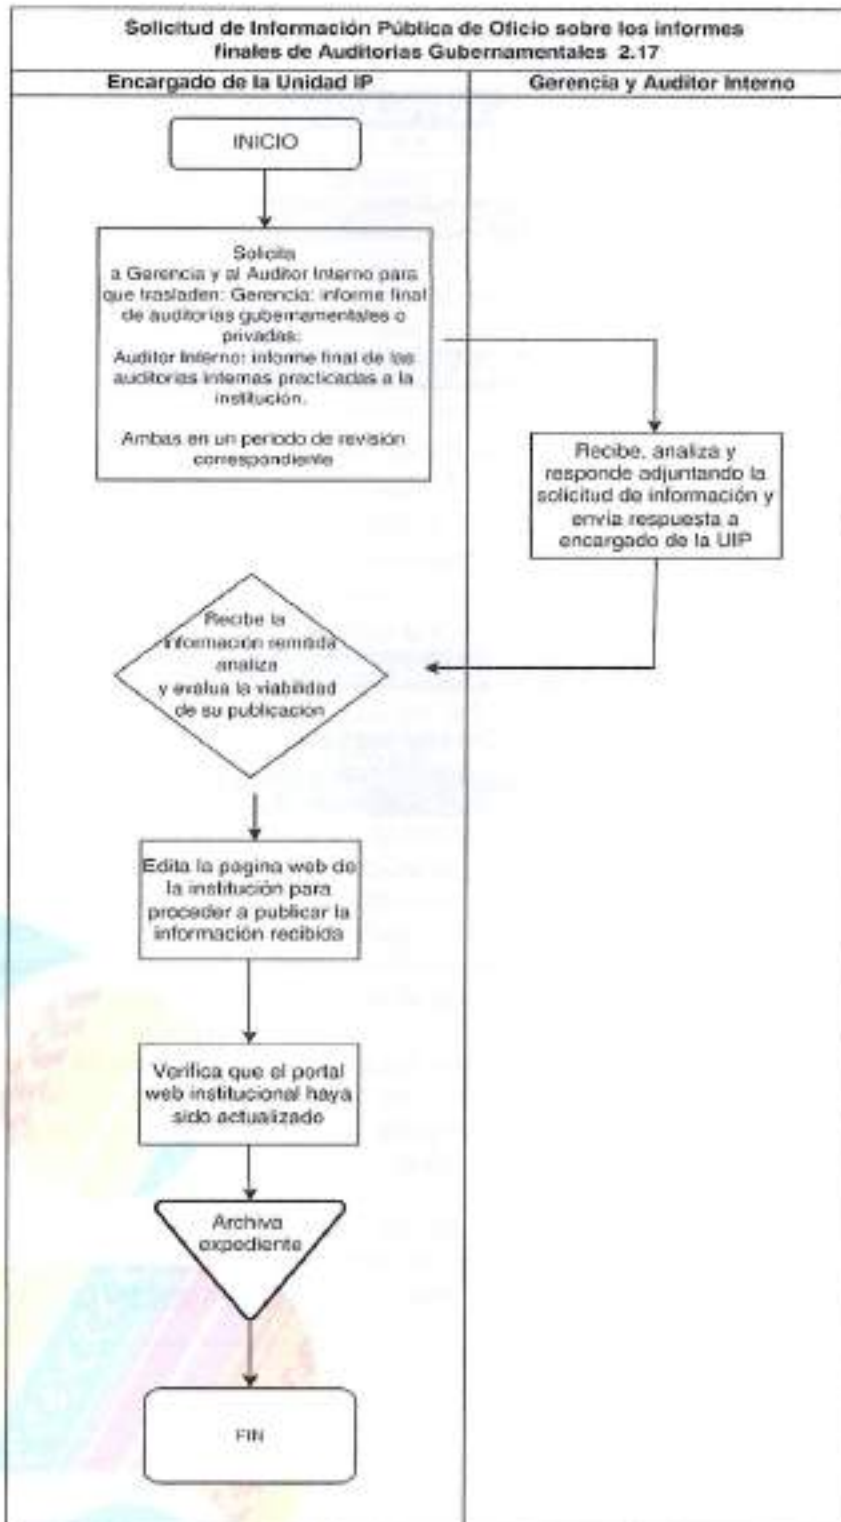 Solicitud de Información Pública de Oficio sobre los informes
finales de Auditorias Gubernamentales 2.17
Encargado de la Unidad IP
Gerencia y Auditor Interno
INICIO
Solicita
a Gerencia y al Auditor Interno para
que trasladen: Gerencia: informe final
de auditorias gubernamentales o
privadas;
Auditor Interno: informe final de las
auditorias internas practicadas a la
institución.
Ambas en un período de revisión
correspondiente
Recibe, analiza y
responde adjuntando la
solicitud de información y
envía respuesta a
encargado de la UIP
Recibe la
información remitida
analiza
y evalua la viabilidad
de su publicación
Edita la pagina web de
la institución para
proceder a publicar la
información recibida
Verifica que el portal
web institucional haya
sido actualizado
Archiva
expediente
FIN